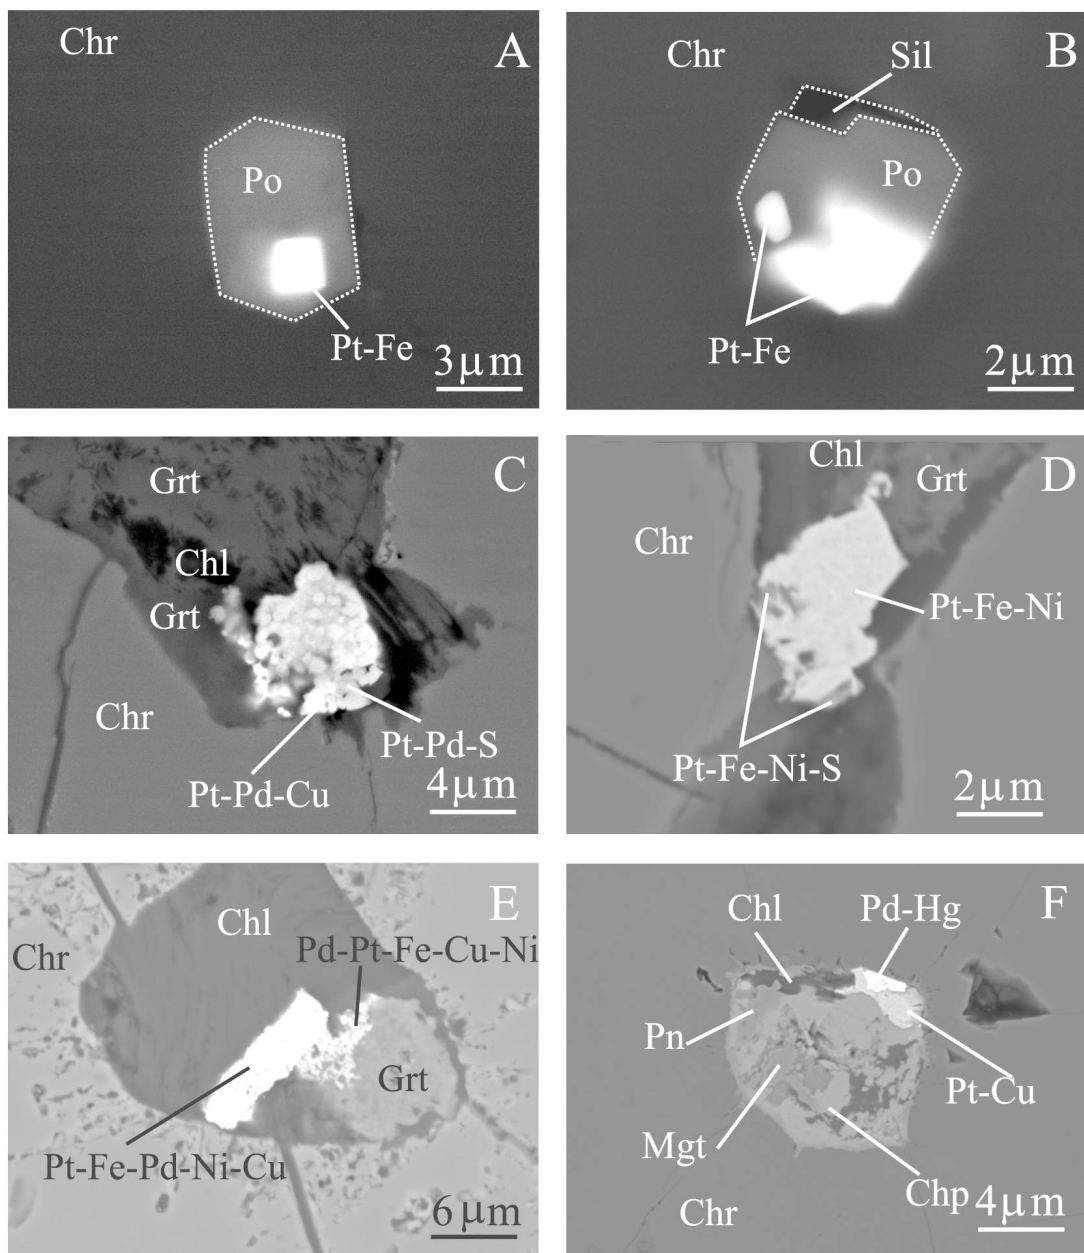 Chr
A
Po
Pt-Fe
3µm
Chr
Sil
B
Po
Pt-Fe
2µm
Grt
C
Chl
Grt
Chr
Pt-Pd-S
Pt-Pd-Cu
4µm
Chl
Grt
D
Chr
Pt-Fe-Ni
Pt-Fe-Ni-S
2µm
Chl
E
Chr
Pd-Pt-Fe-Cu-Ni
Grt
Pt-Fe-Pd-Ni-Cu
6µm
Chl
Pd-Hg
F
Pn
Pt-Cu
Mgt
Chp
Chr
4µm